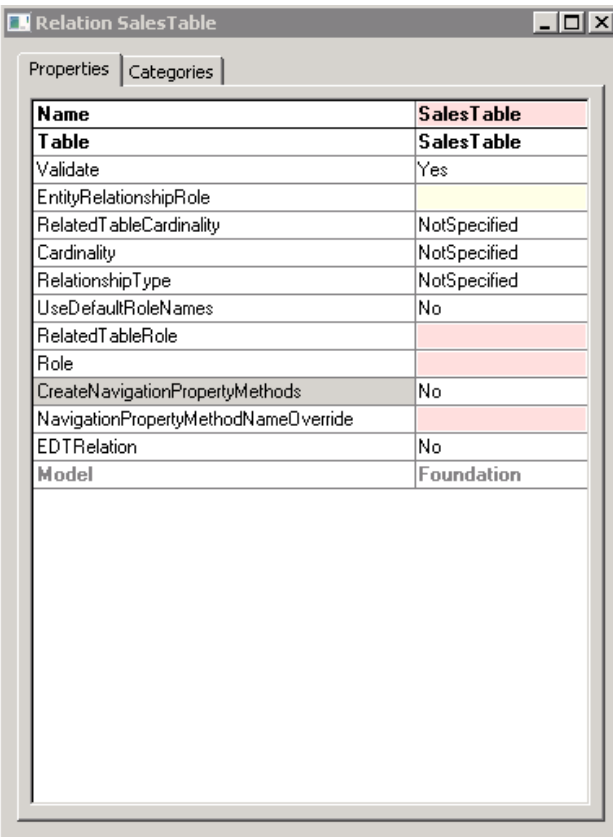 Relation SalesTable
Properties Categories
Name SalesTable
Table SalesTable
Validate Yes
EntityRelationshipRole
RelatedTableCardinality NotSpecified
Cardinality NotSpecified
RelationshipType NotSpecified
UseDefaultRoleNames No
RelatedTableRole
Role
CreateNavigationPropertyMethods No
NavigationPropertyMethodNameOverride
EDTRelation No
Model Foundation